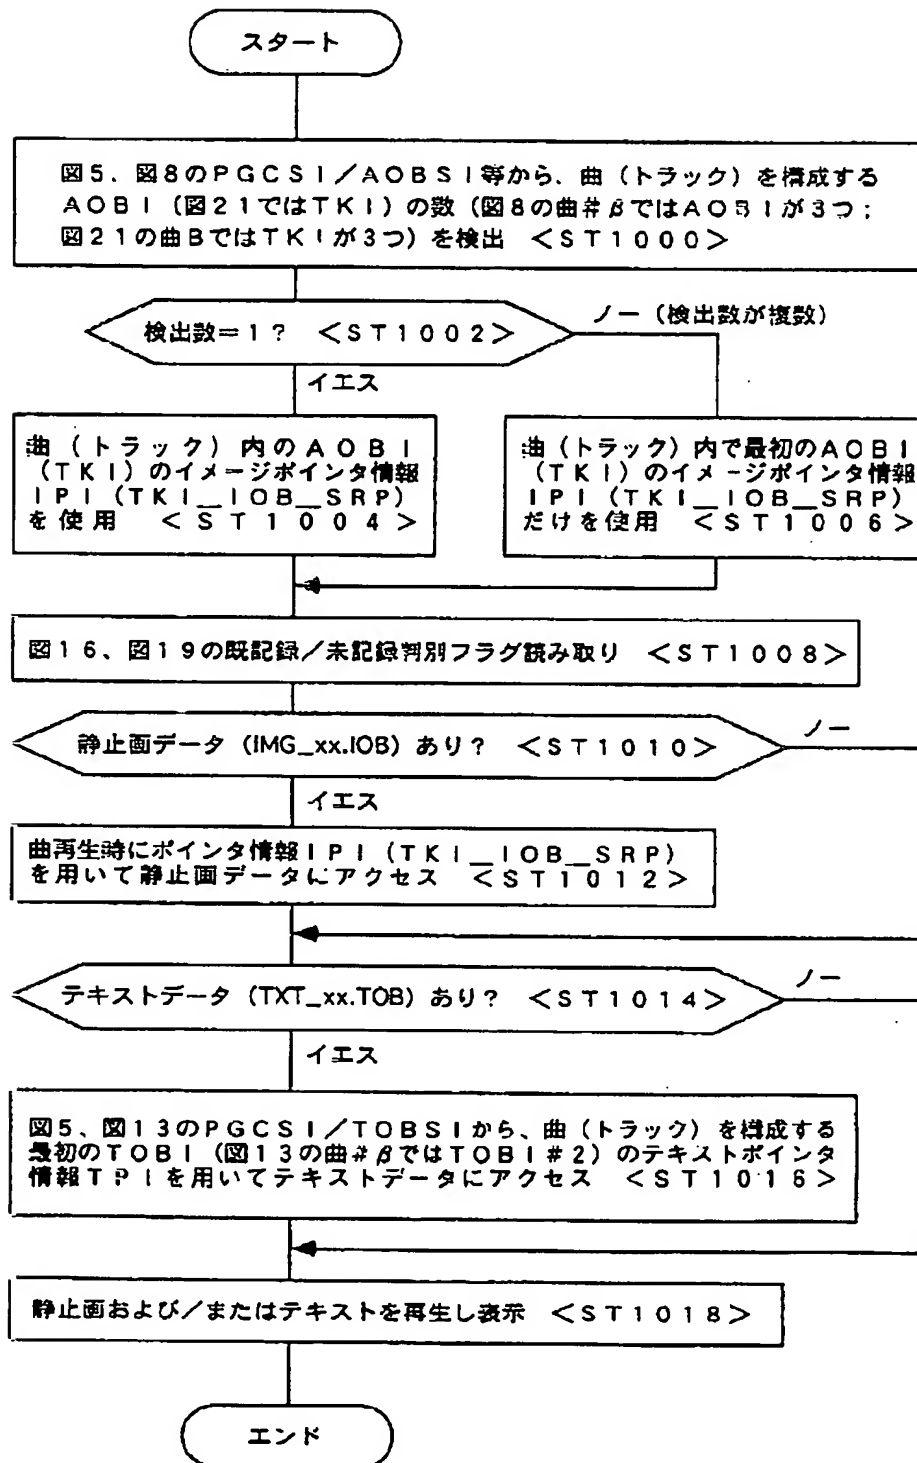 スタート
図5、図8のPGCSI/AOBSI等から、曲(トラック)を構成する
AOBI(図21ではTKI)の数(図8の曲#βではAOBIが3つ;
図21の曲BではTKIが3つ)を検出 <ST1000>
検出数=1? <ST1002>
ノー(検出数が複数)
イエス
曲(トラック)内のAOBI
(TKI)のイメージポインタ情報
IPI(TKI_IOB_SRP)
を使用 <ST1004>
曲(トラック)内で最初のAOBI
(TKI)のイメージポインタ情報
IPI(TKI_IOB_SRP)
だけを使用 <ST1006>
図16、図19の既記録/未記録判別フラグ読み取り <ST1008>
静止画データ(IMG_xx.IOB)あり? <ST1010>
ノー
イエス
曲再生時にポインタ情報IPI(TKI_IOB_SRP)
を用いて静止画データにアクセス <ST1012>
テキストデータ(TXT_xx.TOB)あり? <ST1014>
ノー
イエス
図5、図13のPGCSI/TOBSIから、曲(トラック)を構成する
最初のTOBI(図13の曲#βではTOBI#2)のテキストポインタ
情報TPIを用いてテキストデータにアクセス <ST1016>
静止画および/またはテキストを再生し表示 <ST1018>
エンド